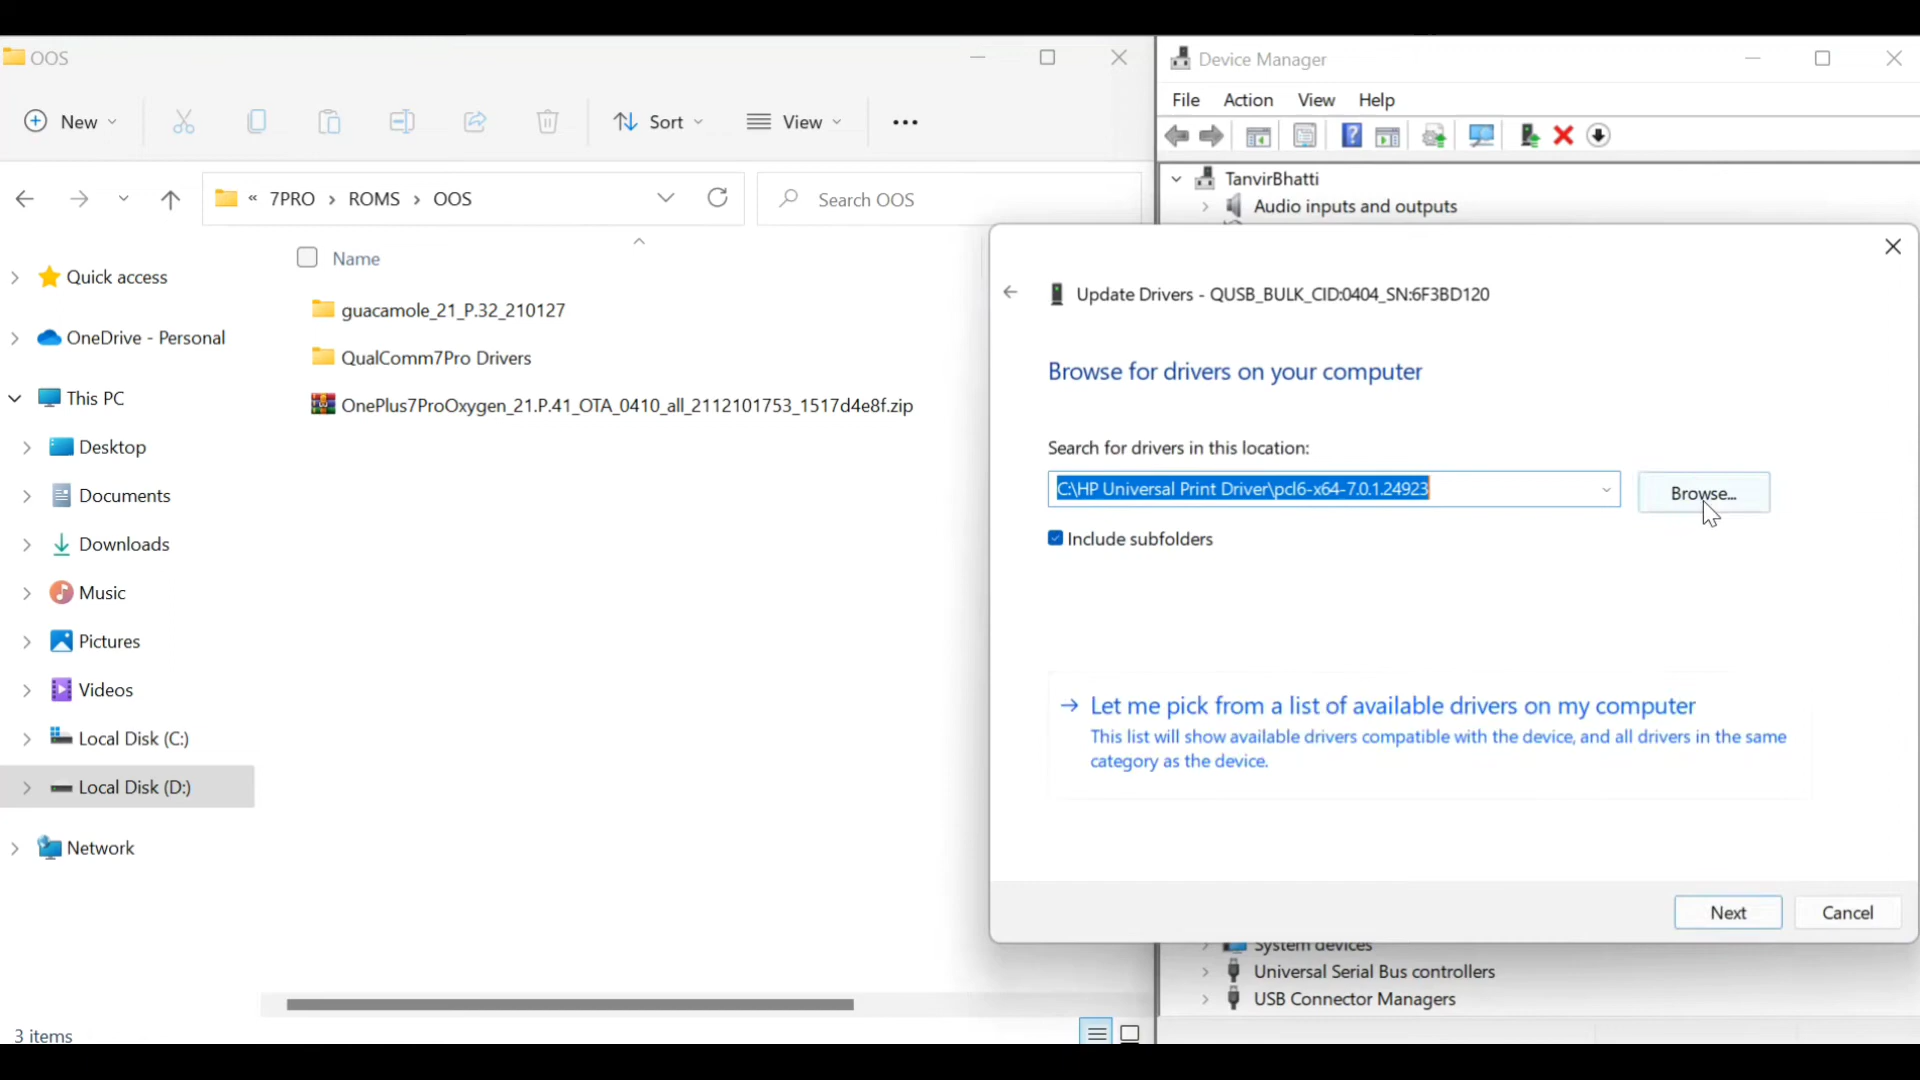 OOS
New
Sort
View
« 7PRO › ROMS › OOS
Search OOS
Name
Quick access
OneDrive - Personal
This PC
Desktop
Documents
Downloads
Music
Pictures
Videos
Local Disk (C:)
Local Disk (D:)
Network
guacamole_21_P.32_210127
QualComm7Pro Drivers
OnePlus7ProOxygen_21.P.41_OTA_0410_all_2112101753_1517d4e8f.zip
3 items
Device Manager
File Action View Help
TanvirBhatti
Audio inputs and outputs
Update Drivers - QUSB_BULK_CID:0404_SN:6F3BD120
Browse for drivers on your computer
Search for drivers in this location:
C:\HP Universal Print Driver\pcl6-x64-7.0.1.24923
Browse...
Include subfolders
Let me pick from a list of available drivers on my computer
This list will show available drivers compatible with the device, and all drivers in the same
category as the device.
Next
Cancel
System devices
Universal Serial Bus controllers
USB Connector Managers